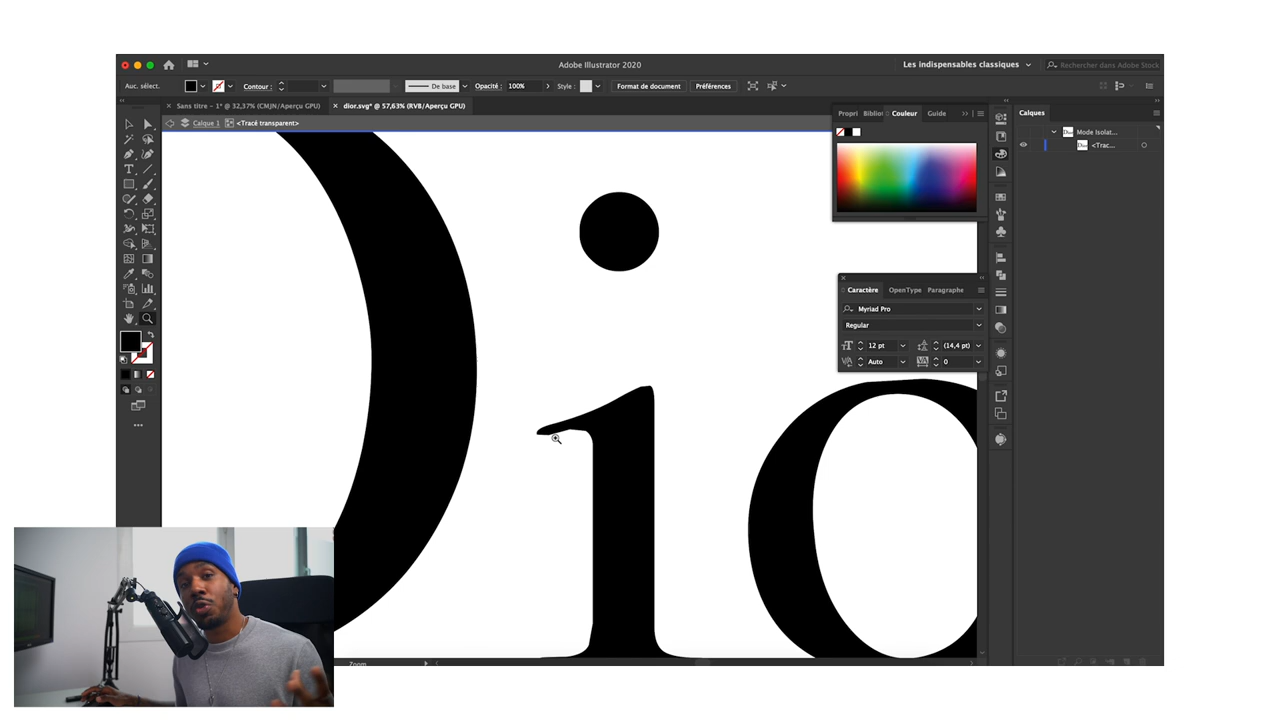 Adobe Illustrator 2020
Les indispensables classiques
Rechercher dans Adobe Stock
Auc. sélect.
Contour :
De base
Opacité :
100%
Style :
Format de document
Préférences
Sans titre – 1* @ 32,37% (CMJN/Aperçu GPU)
dior.svg* @ 57,63% (RVB/Aperçu GPU)
Calque 1
<Tracé transparent>
Propri
Biblio
Couleur
Guide
Calques
Mode Isolat...
<Trac...
Dio
Caractère
OpenType
Paragraphe
Myriad Pro
Regular
12 pt
(14,4 pt)
Auto
0
Zoom